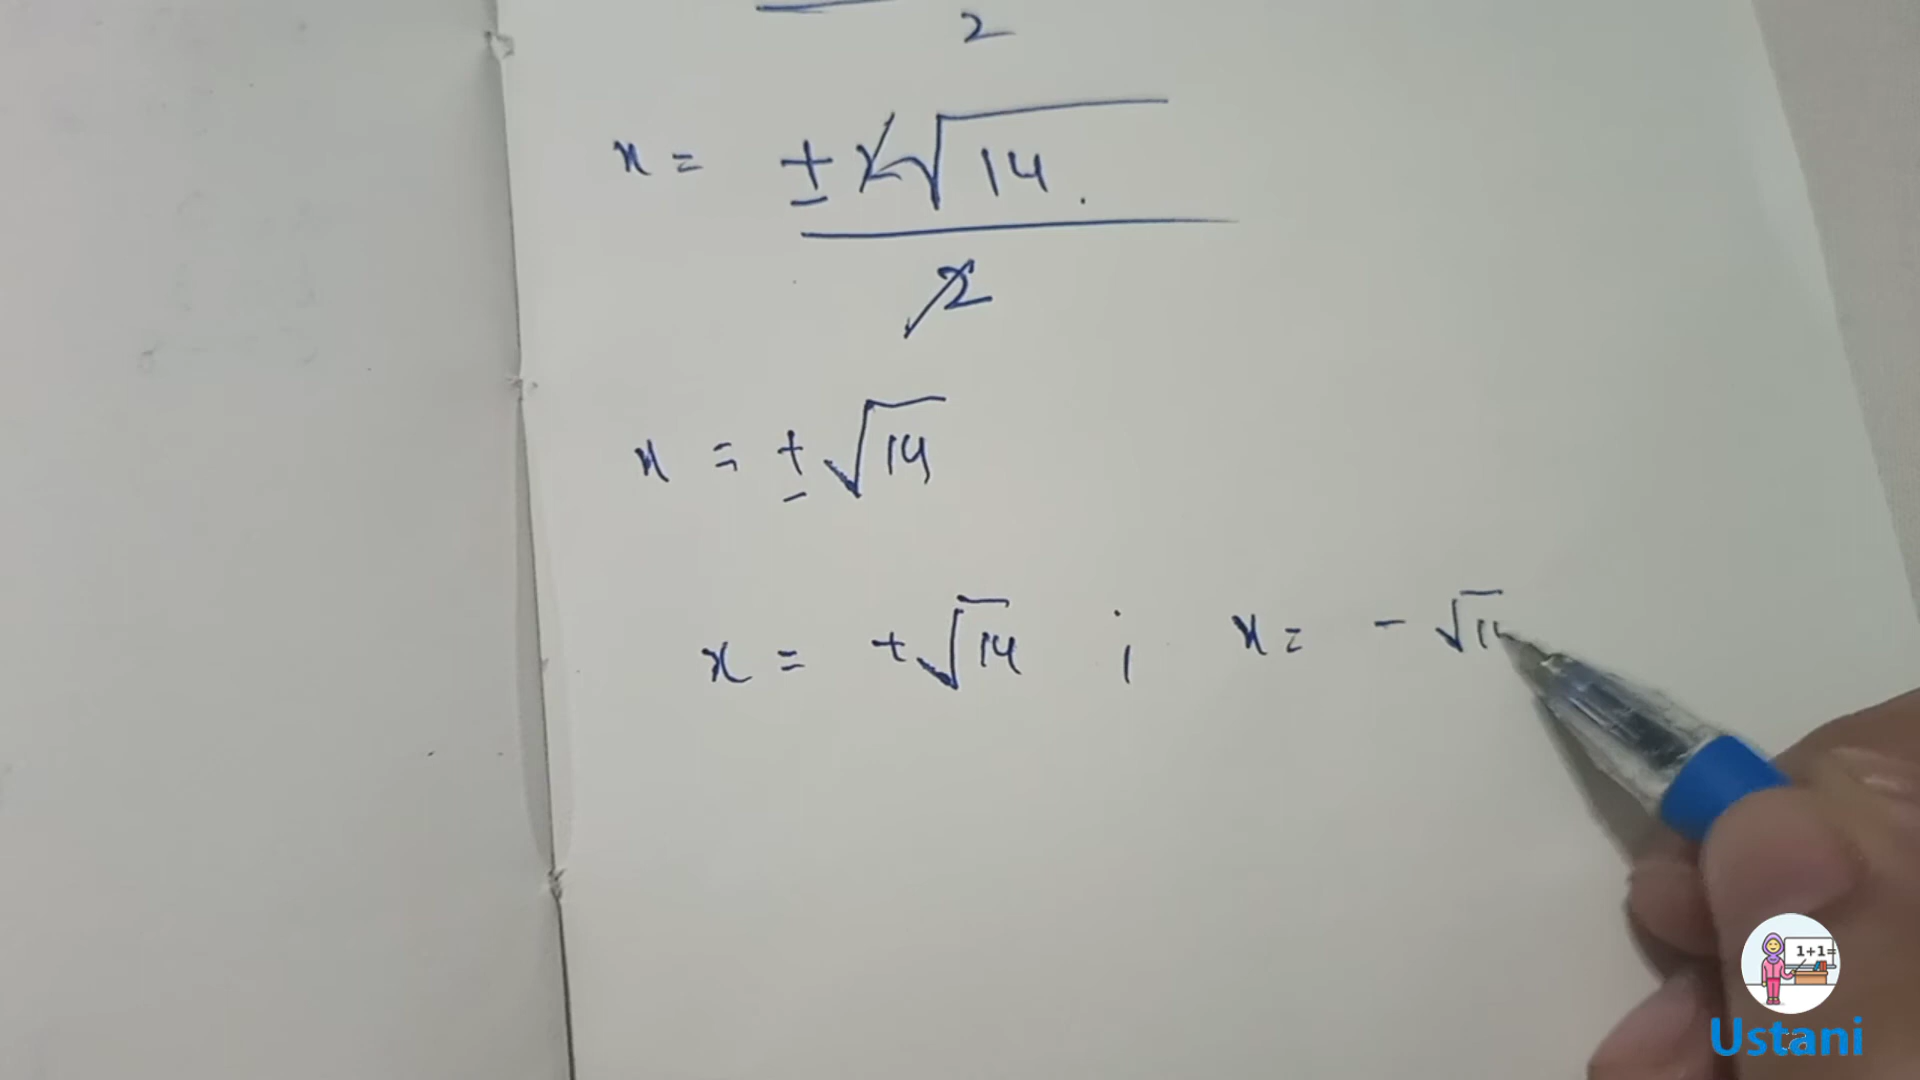 2
x = ± 2√14.
2
x = ± √14
x = +√14 ; x = - √14
1+1=
Ustani